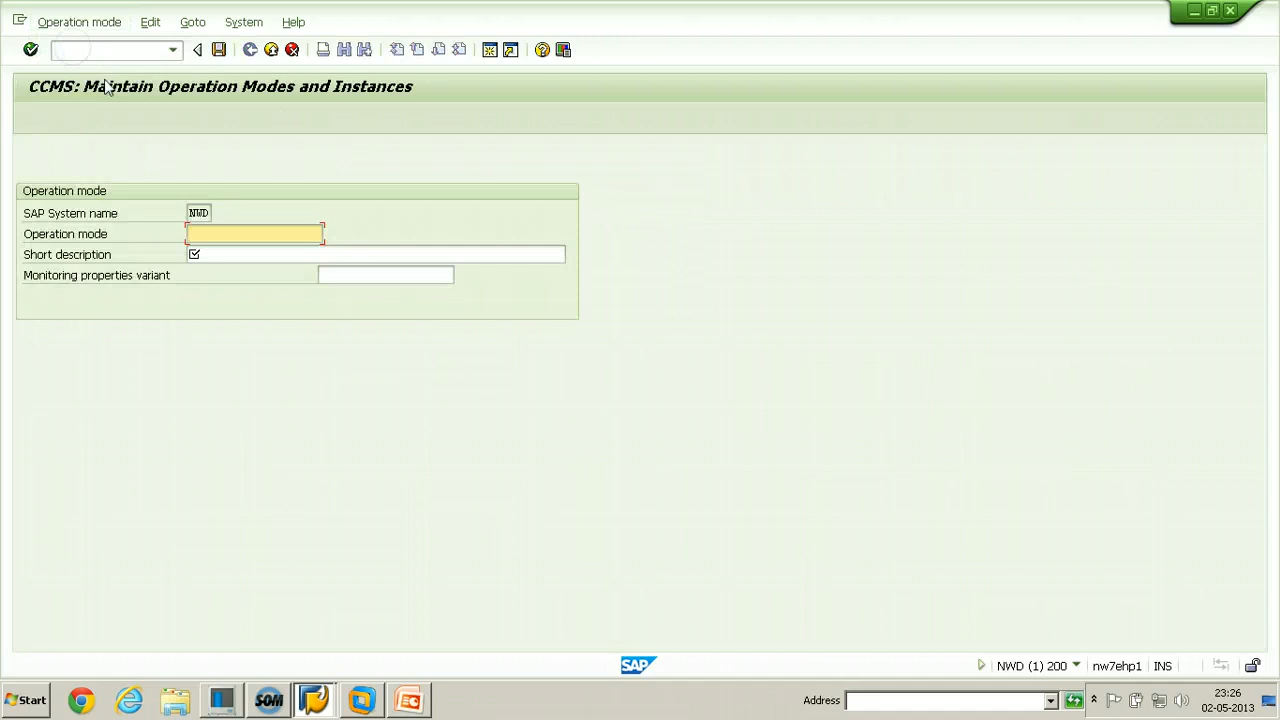 Operation mode Edit Goto System Help
CCMS: Maintain Operation Modes and Instances
Operation mode
SAP System name NWD
Operation mode
Short description
Monitoring properties variant
SAP
NWD (1) 200 nw7ehp1 INS
Start SOM Address 23:26
02-05-2013